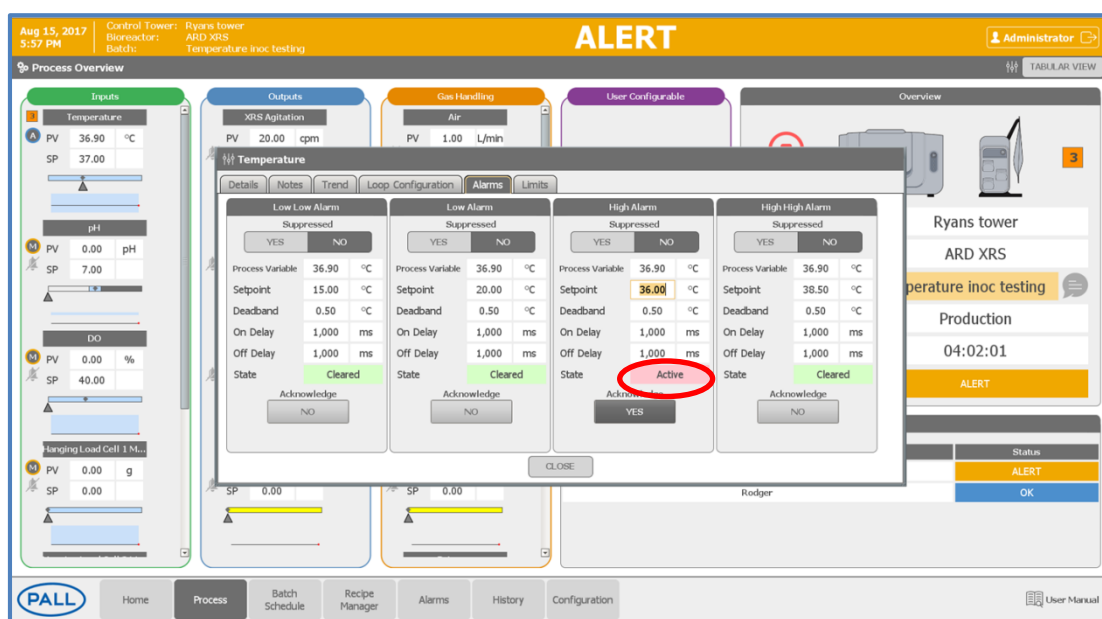 Aug 15, 2017
5:57 PM
Control Tower: Ryans tower
Bioreactor: ARD XRS
Batch: Temperature inoc testing
ALERT
Administrator
Process Overview
TABULAR VIEW
Inputs
Outputs
Gas Handling
User Configurable
Overview
3
Temperature
XRS Agitation
Air
A PV 36.90 °C
PV 20.00 cpm
PV 1.00 L/min
SP 37.00
3
pH
M PV 0.00 pH
SP 7.00
DO
M PV 0.00 %
SP 40.00
Hanging Load Cell 1 M...
M PV 0.00 g
SP 0.00
SP 0.00
SP 0.00
Temperature
Details Notes Trend Loop Configuration Alarms Limits
Low Low Alarm
Suppressed
YES NO
Process Variable 36.90 °C
Setpoint 15.00 °C
Deadband 0.50 °C
On Delay 1,000 ms
Off Delay 1,000 ms
State Cleared
Acknowledge
NO
Low Alarm
Suppressed
YES NO
Process Variable 36.90 °C
Setpoint 20.00 °C
Deadband 0.50 °C
On Delay 1,000 ms
Off Delay 1,000 ms
State Cleared
Acknowledge
NO
High Alarm
Suppressed
YES NO
Process Variable 36.90 °C
Setpoint 36.00 °C
Deadband 0.50 °C
On Delay 1,000 ms
Off Delay 1,000 ms
State Active
Acknowledge
YES
High High Alarm
Suppressed
YES NO
Process Variable 36.90 °C
Setpoint 38.50 °C
Deadband 0.50 °C
On Delay 1,000 ms
Off Delay 1,000 ms
State Cleared
Acknowledge
NO
CLOSE
Ryans tower
ARD XRS
perature inoc testing
Production
04:02:01
ALERT
Status
ALERT
Rodger OK
PALL
Home
Process
Batch Schedule
Recipe Manager
Alarms
History
Configuration
User Manual